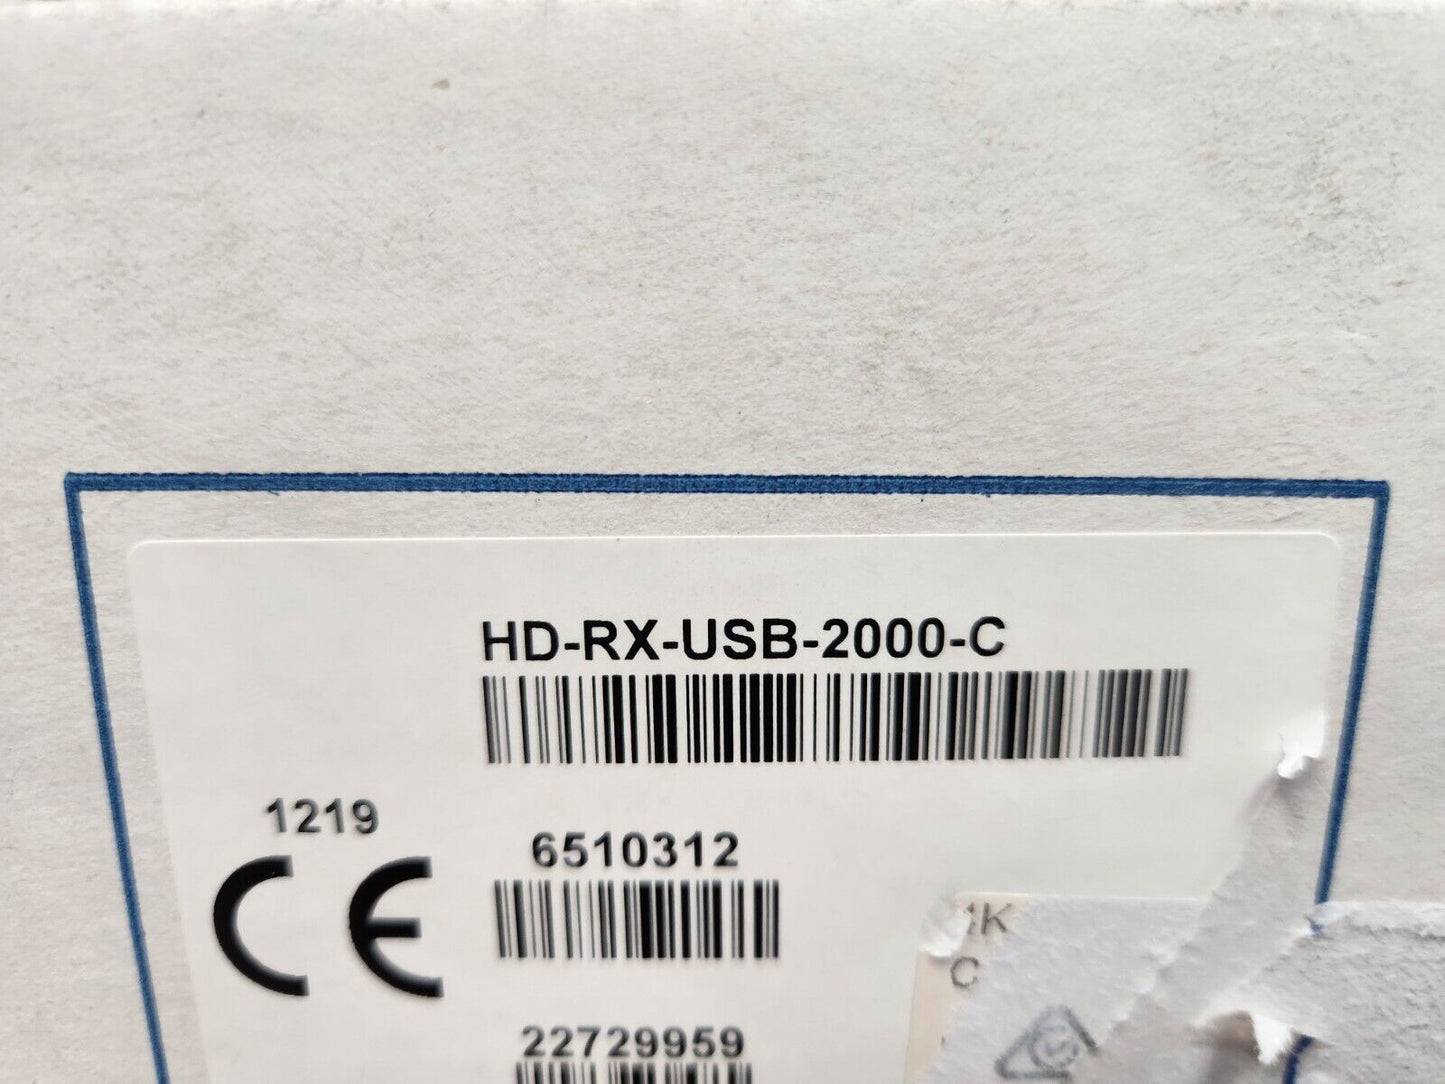 HD-RX-USB-2000-C
1219
CE
6510312
K
C
22729959